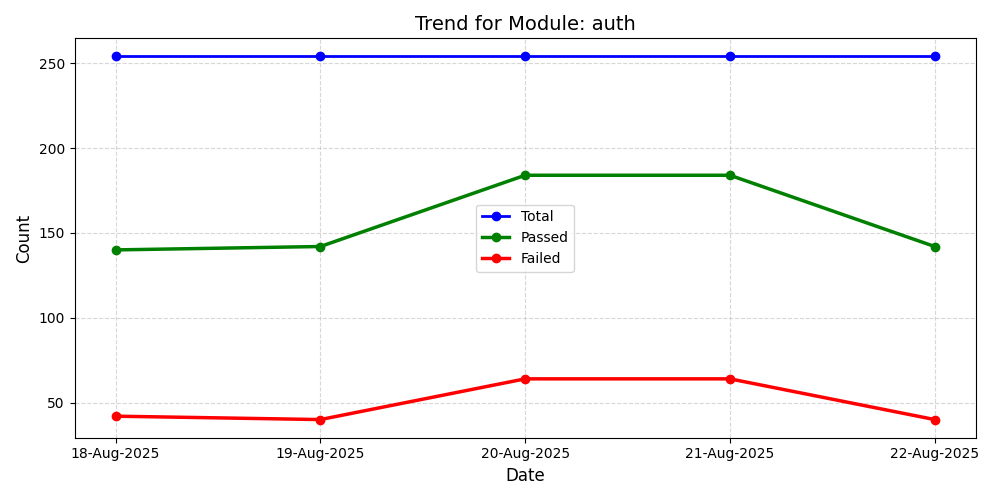 Trend for Module: auth
250
200
150
100
50
Count
Total
Passed
Failed
18-Aug-2025 19-Aug-2025 20-Aug-2025 21-Aug-2025 22-Aug-2025
Date